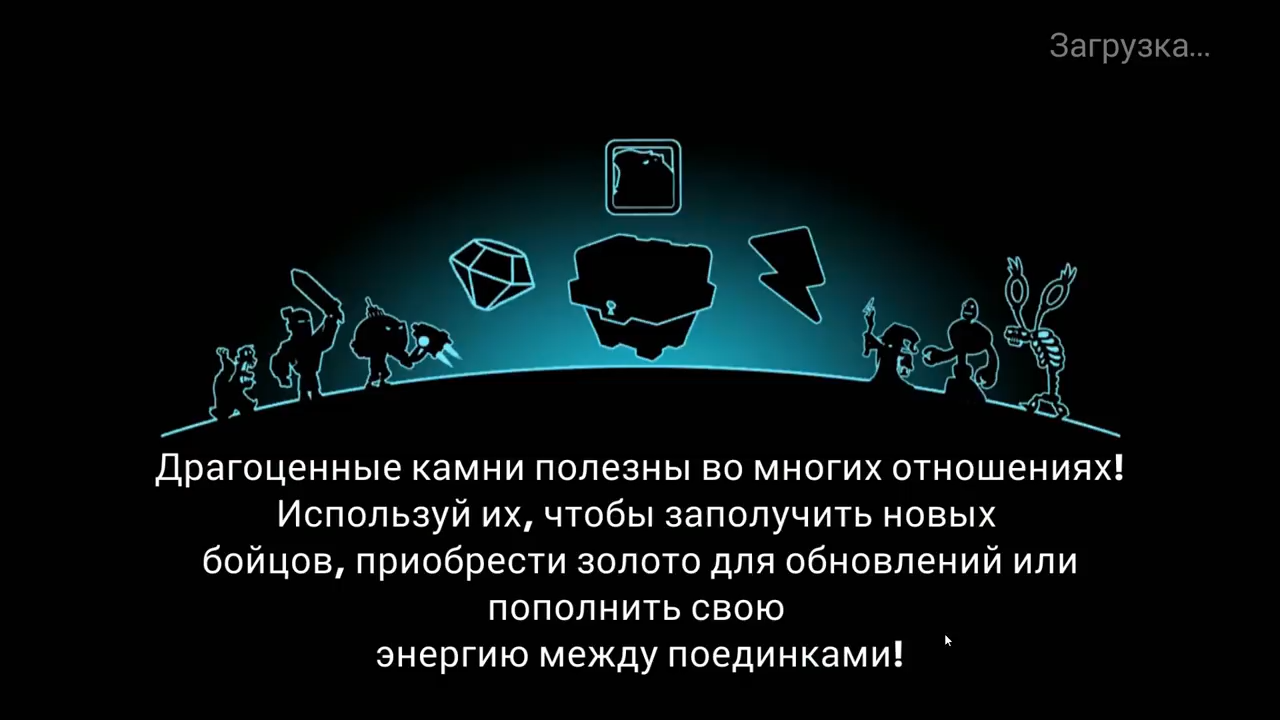 Загрузка...
Драгоценные камни полезны во многих отношениях!
Используй их, чтобы заполучить новых
бойцов, приобрести золото для обновлений или
пополнить свою
энергию между поединками!